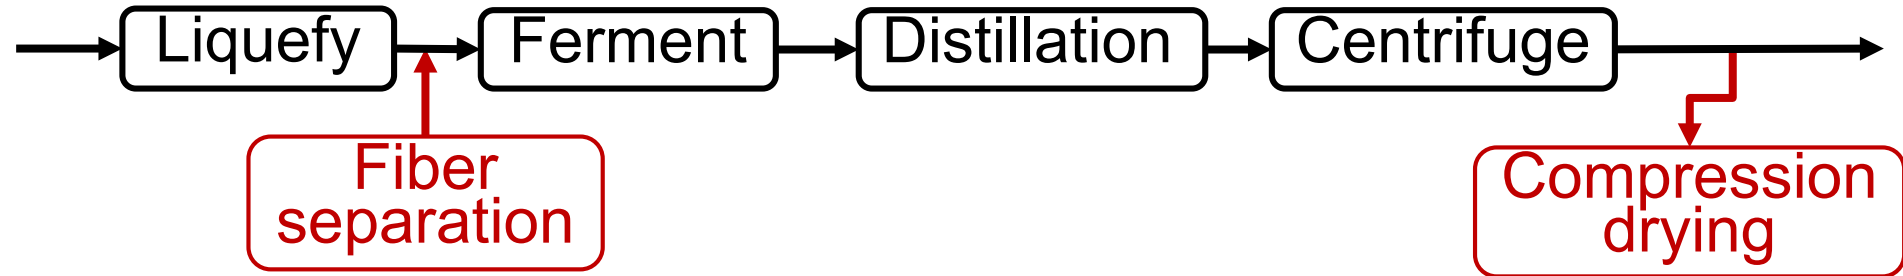 Liquefy
Ferment
Distillation
Centrifuge
Fiber
separation
Compression
drying